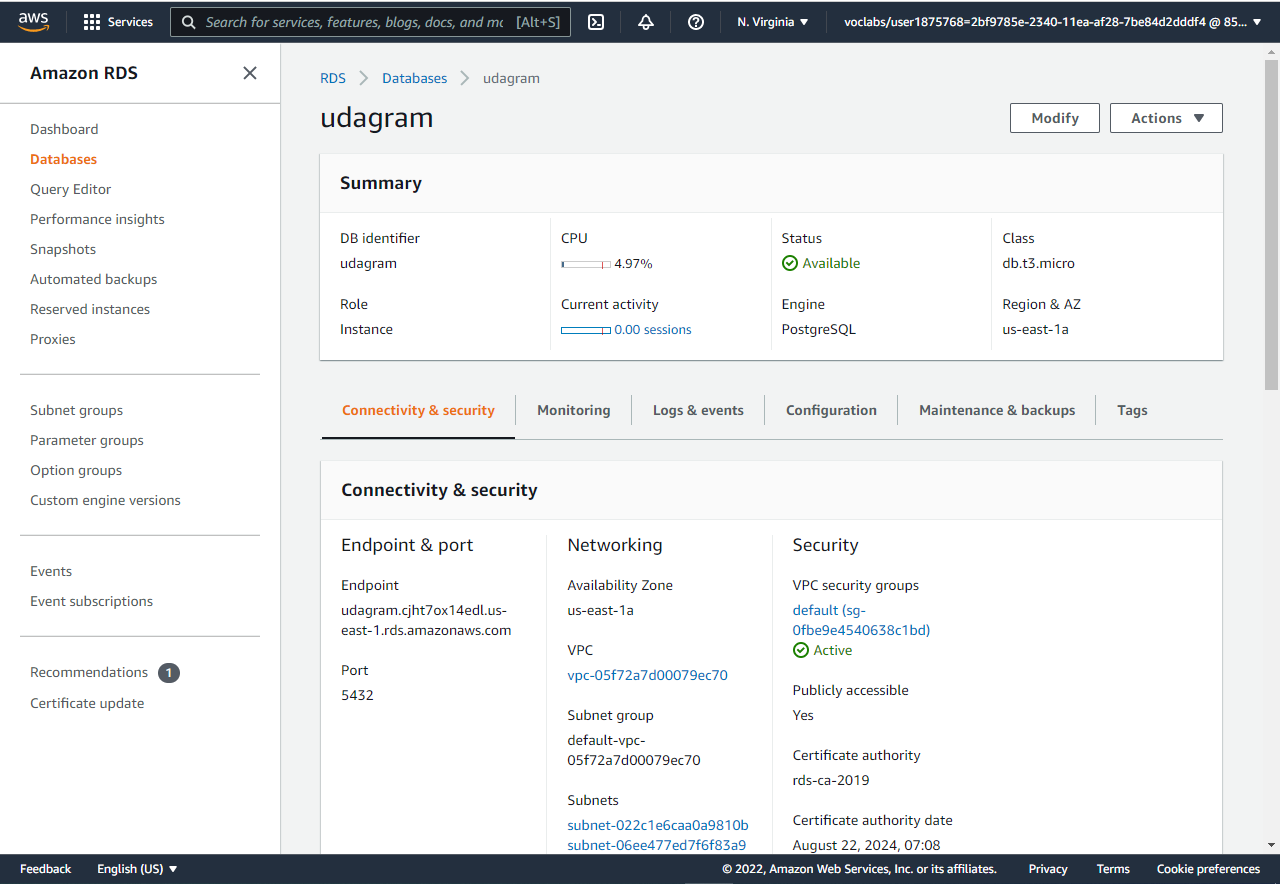 aws
Services
Search for services, features, blogs, docs, and mo [Alt+S]
N. Virginia ▼
voclabs/user1875768=2bf9785e-2340-11ea-af28-7be84d2dddf4 @ 85... ▼
Amazon RDS
Dashboard
Databases
Query Editor
Performance insights
Snapshots
Automated backups
Reserved instances
Proxies
Subnet groups
Parameter groups
Option groups
Custom engine versions
Events
Event subscriptions
Recommendations 1
Certificate update
RDS > Databases > udagram
udagram
Modify
Actions ▼
Summary
DB identifier
udagram
CPU
4.97%
Status
Available
Class
db.t3.micro
Role
Instance
Current activity
0.00 sessions
Engine
PostgreSQL
Region & AZ
us-east-1a
Connectivity & security
Monitoring
Logs & events
Configuration
Maintenance & backups
Tags
Connectivity & security
Endpoint & port
Endpoint
udagram.cjht7ox14edl.us-
east-1.rds.amazonaws.com
Port
5432
Networking
Availability Zone
us-east-1a
VPC
vpc-05f72a7d00079ec70
Subnet group
default-vpc-
05f72a7d00079ec70
Subnets
subnet-022c1e6caa0a9810b
subnet-06ee477ed7f6f83a9
Security
VPC security groups
default (sg-
0fbe9e4540638c1bd)
Active
Publicly accessible
Yes
Certificate authority
rds-ca-2019
Certificate authority date
August 22, 2024, 07:08
Feedback
English (US) ▼
© 2022, Amazon Web Services, Inc. or its affiliates.
Privacy
Terms
Cookie preferences